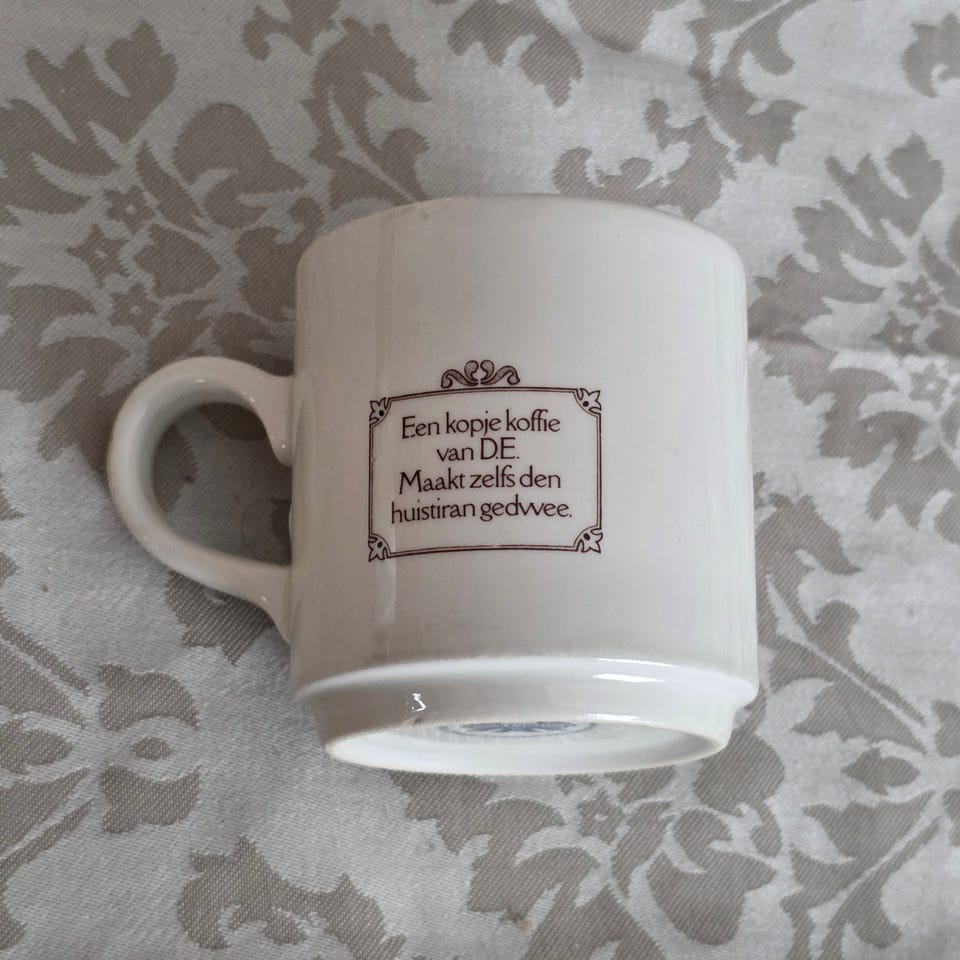 Een kopje koffie
van D.E.
Maakt zelfs den
huistiran gedwee.